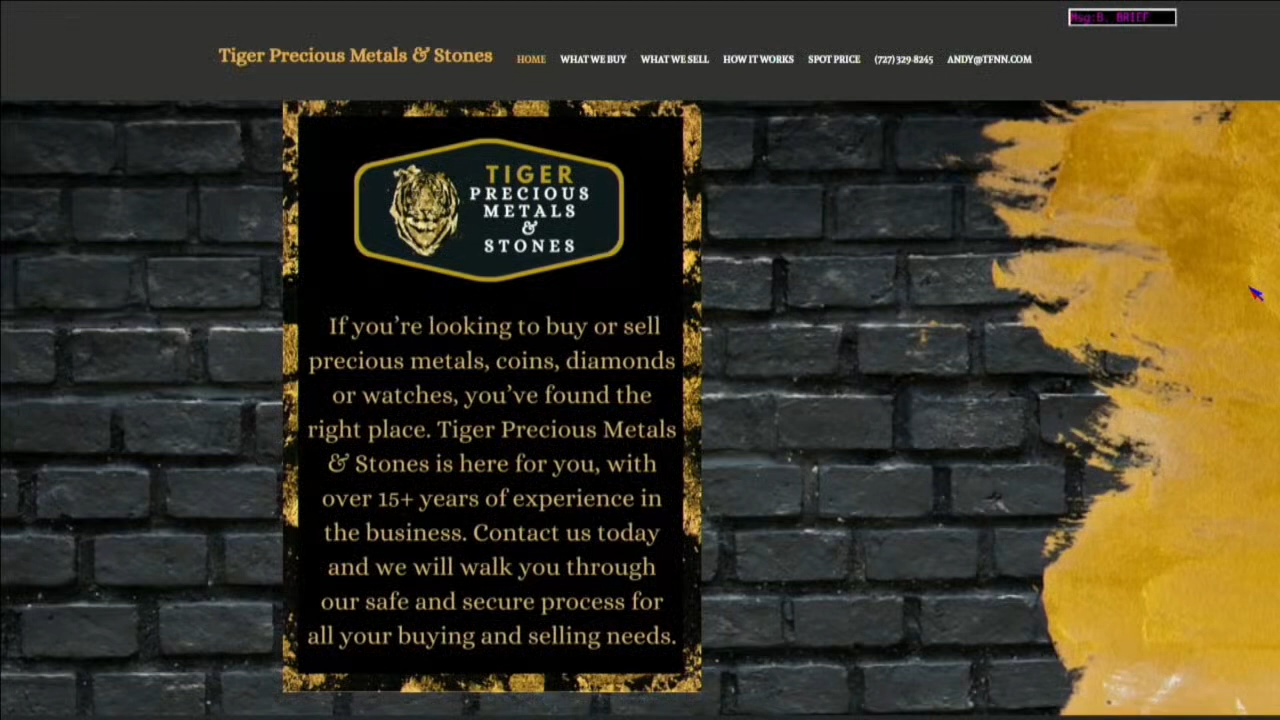 Msg:B. BRIEF
Tiger Precious Metals & Stones HOME WHAT WE BUY WHAT WE SELL HOW IT WORKS SPOT PRICE (727) 329-8245 ANDY@TFNN.COM
TIGER
PRECIOUS
METALS
&
STONES
If you're looking to buy or sell
precious metals, coins, diamonds
or watches, you've found the
right place. Tiger Precious Metals
& Stones is here for you, with
over 15+ years of experience in
the business. Contact us today
and we will walk you through
our safe and secure process for
all your buying and selling needs.